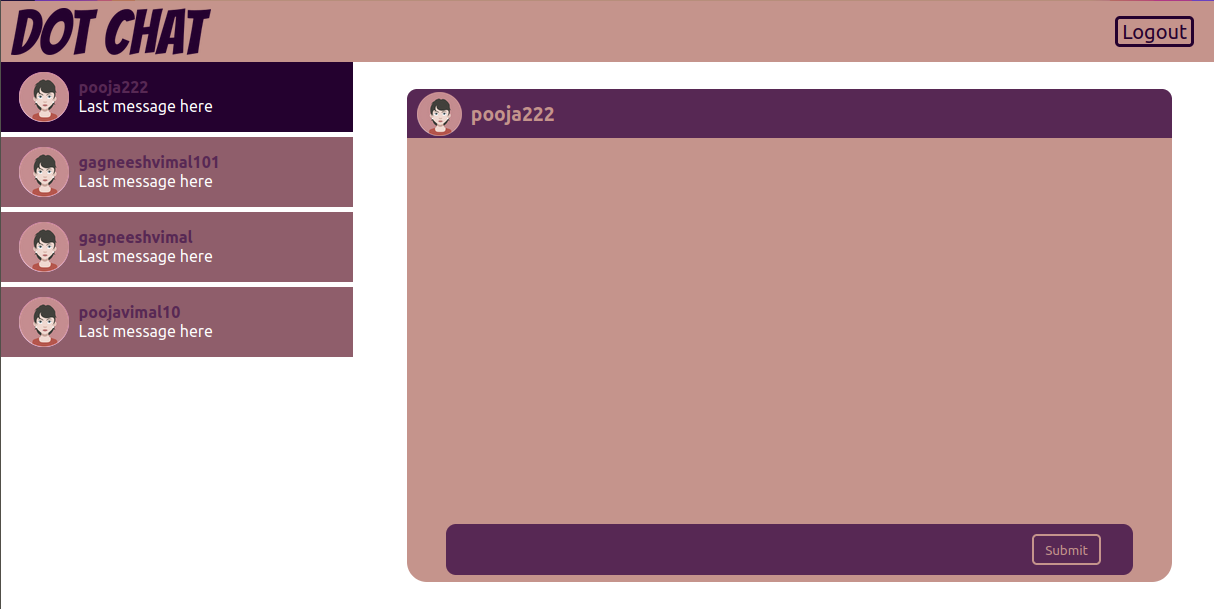 DOT CHAT
Logout
pooja222
Last message here
gagneeshvimal101
Last message here
gagneeshvimal
Last message here
poojavimal10
Last message here
pooja222
Submit